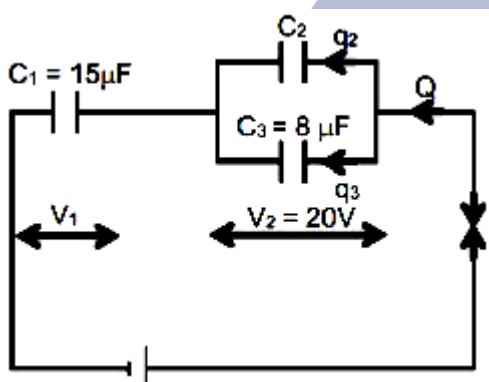 C₂
q₂
C₁ = 15μF
Q
C₃ = 8 μF
q₃
V₁
V₂ = 20V